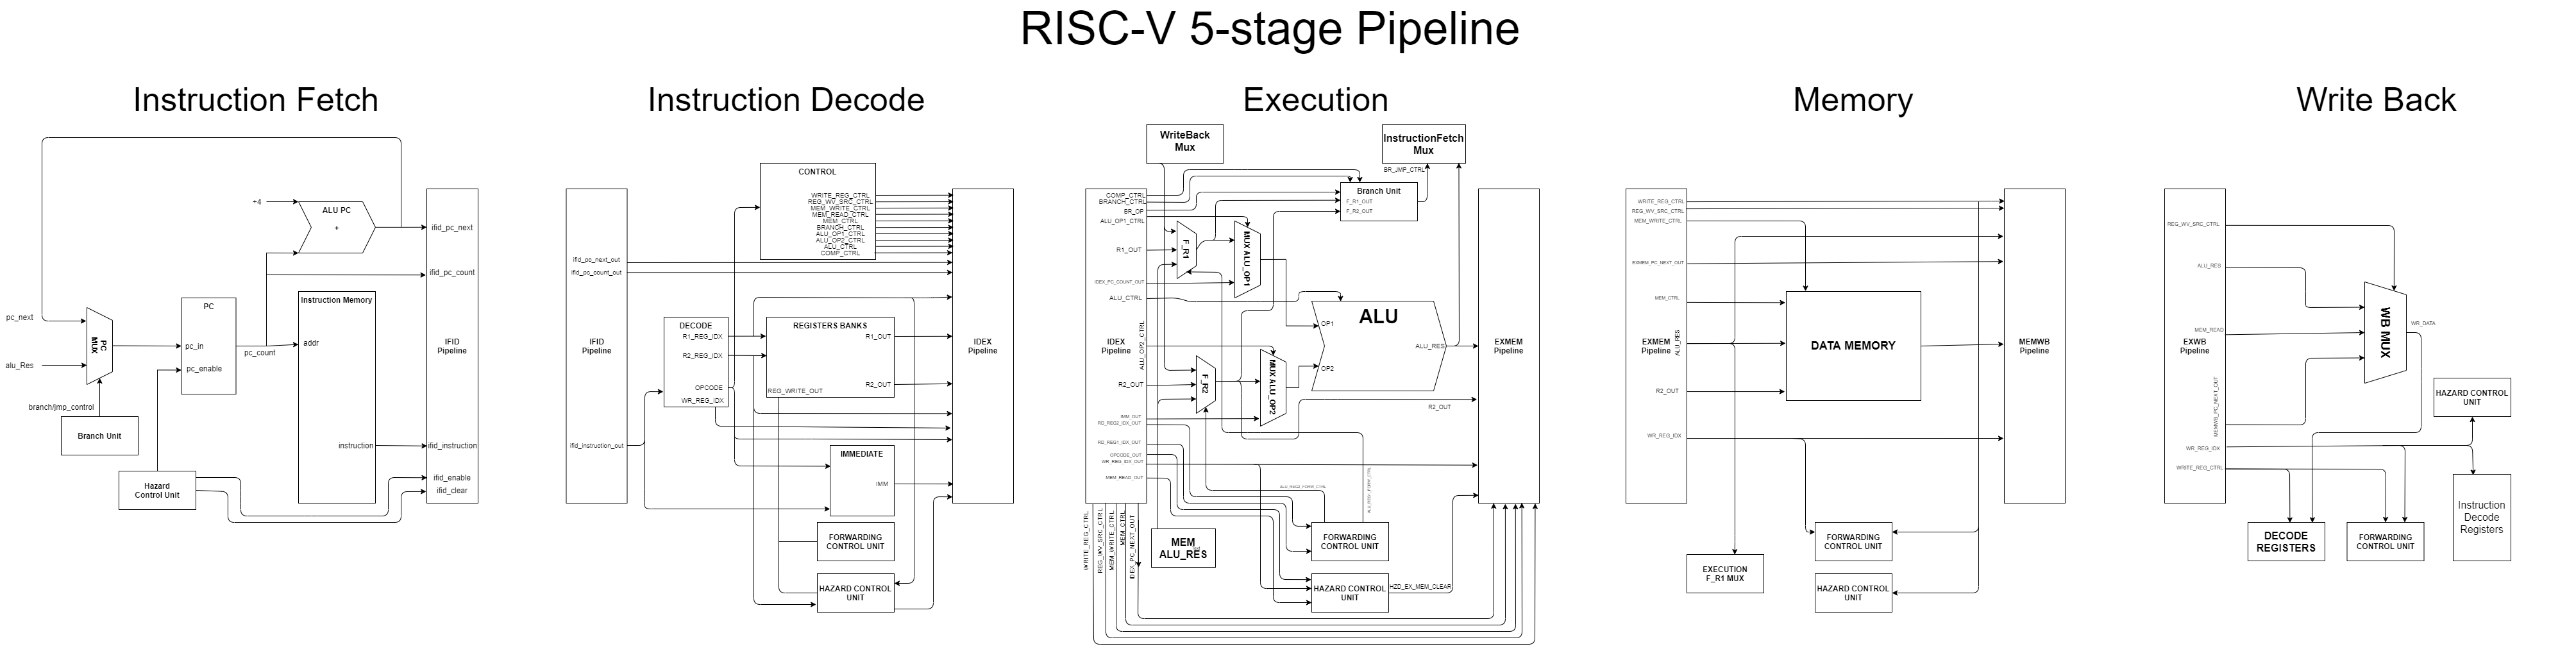 RISC-V 5-stage Pipeline
Instruction Fetch
+4
ALU PC
+
ifid_pc_next
ifid_pc_count
PC
Instruction Memory
pc_next
PC
MUX
pc_in
pc_count
addr
alu_Res
pc_enable
IFID
Pipeline
branch/jmp_control
Branch Unit
instruction
ifid_instruction
Hazard
Control Unit
ifid_enable
ifid_clear
Instruction Decode
CONTROL
WRITE_REG_CTRL
REG_WV_SRC_CTRL
MEM_WRITE_CTRL
MEM_READ_CTRL
MEM_CTRL
BRANCH_CTRL
ALU_OP1_CTRL
ALU_OP2_CTRL
ALU_CTRL
COMP_CTRL
ifid_pc_next_out
ifid_pc_count_out
DECODE
R1_REG_IDX
R2_REG_IDX
OPCODE
WR_REG_IDX
REGISTERS BANKS
R1_OUT
R2_OUT
REG_WRITE_OUT
IFID
Pipeline
IDEX
Pipeline
ifid_instruction_out
IMMEDIATE
IMM
FORWARDING
CONTROL UNIT
HAZARD CONTROL
UNIT
Execution
WriteBack
Mux
InstructionFetch
Mux
BR_JMP_CTRL
COMP_CTRL
BRANCH_CTRL
BR_OP
ALU_OP1_CTRL
Branch Unit
F_R1_OUT
F_R2_OUT
R1_OUT
F_R1
MUX ALU_OP1
IDEX_PC_COUNT_OUT
ALU_CTRL
ALU
OP1
OP2
ALU_RES
IDEX
Pipeline
ALU_OP2_CTRL
EXMEM
Pipeline
R2_OUT
F_R2
MUX ALU_OP2
R2_OUT
IMM_OUT
RD_REG2_IDX_OUT
RD_REG1_IDX_OUT
OPCODE_OUT
WR_REG_IDX_OUT
MEM_READ_OUT
ALU_REG2_FORW_CTRL
ALU_REG1_FORW_CTRL
WRITE_REG_CTRL
REG_WV_SRC_CTRL
MEM_WRITE_CTRL
MEM_CTRL
IDEX_PC_NEXT_OUT
MEM
ALU_RES
FORWARDING
CONTROL UNIT
HAZARD CONTROL
UNIT
HZD_EX_MEM_CLEAR
Memory
WRITE_REG_CTRL
REG_WV_SRC_CTRL
MEM_WRITE_CTRL
EXMEM_PC_NEXT_OUT
MEM_CTRL
EXMEM
Pipeline
ALU_RES
DATA MEMORY
MEMWB
Pipeline
R2_OUT
WR_REG_IDX
FORWARDING
CONTROL UNIT
EXECUTION
F_R1 MUX
HAZARD CONTROL
UNIT
Write Back
REG_WV_SRC_CTRL
ALU_RES
MEM_READ
WB MUX
WR_DATA
EXWB
Pipeline
MEMWB_PC_NEXT_OUT
HAZARD CONTROL
UNIT
WR_REG_IDX
WRITE_REG_CTRL
Instruction
Decode
Registers
DECODE
REGISTERS
FORWARDING
CONTROL UNIT